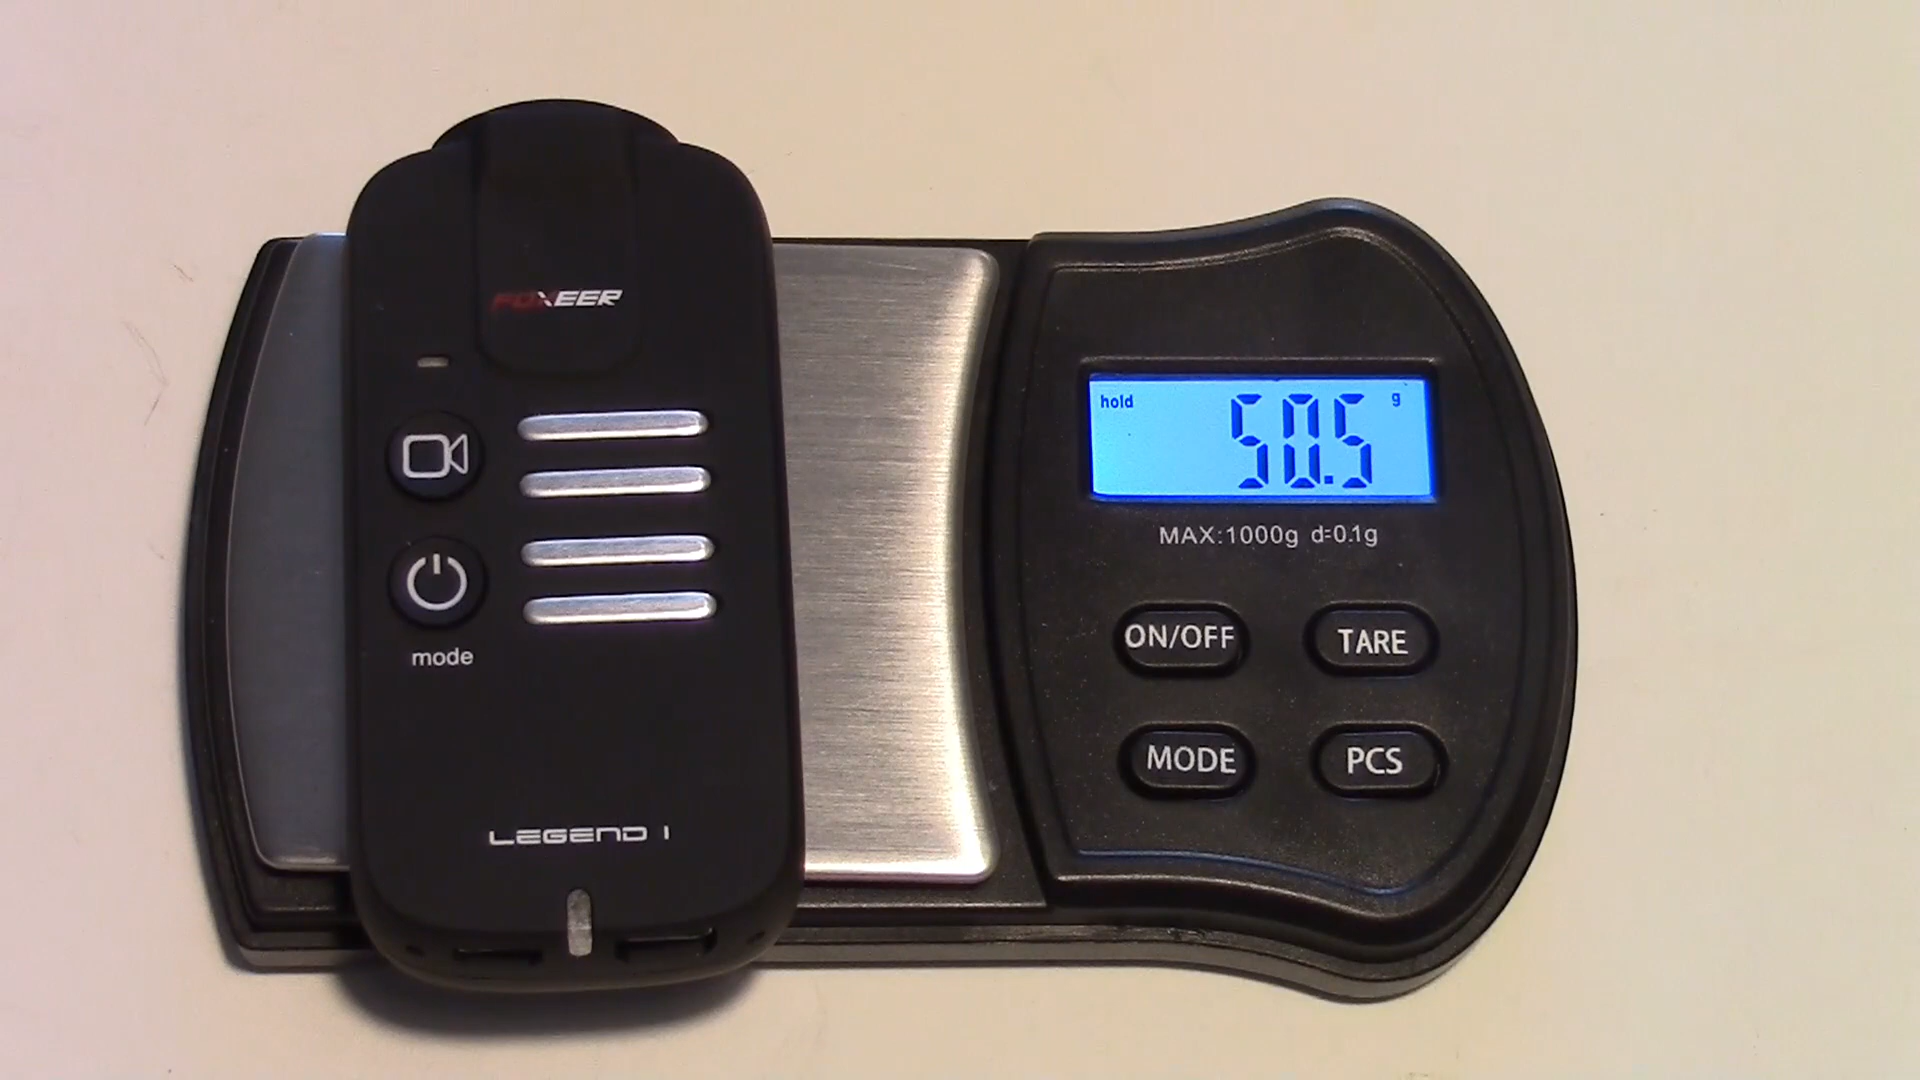 FOXEER
mode
LEGEND 1
hold
50.5
g
MAX:1000g d=0.1g
ON/OFF
TARE
MODE
PCS